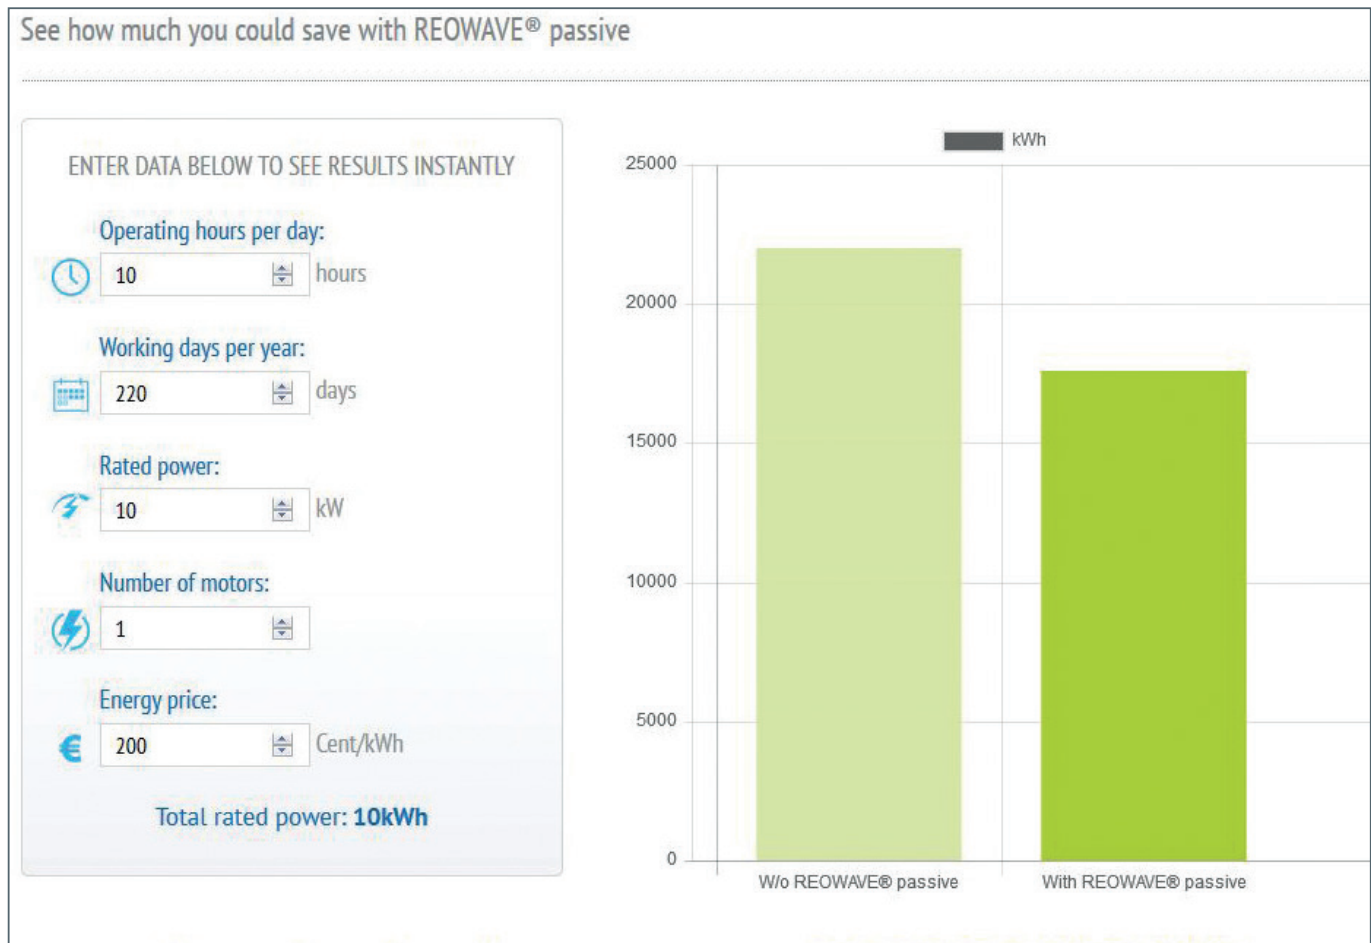 See how much you could save with REOWAVE® passive
ENTER DATA BELOW TO SEE RESULTS INSTANTLY
Operating hours per day:
10 hours
Working days per year:
220 days
Rated power:
10 kW
Number of motors:
1
Energy price:
€ 200 Cent/kWh
Total rated power: 10kWh
kWh
25000
20000
15000
10000
5000
0
W/o REOWAVE® passive
With REOWAVE® passive